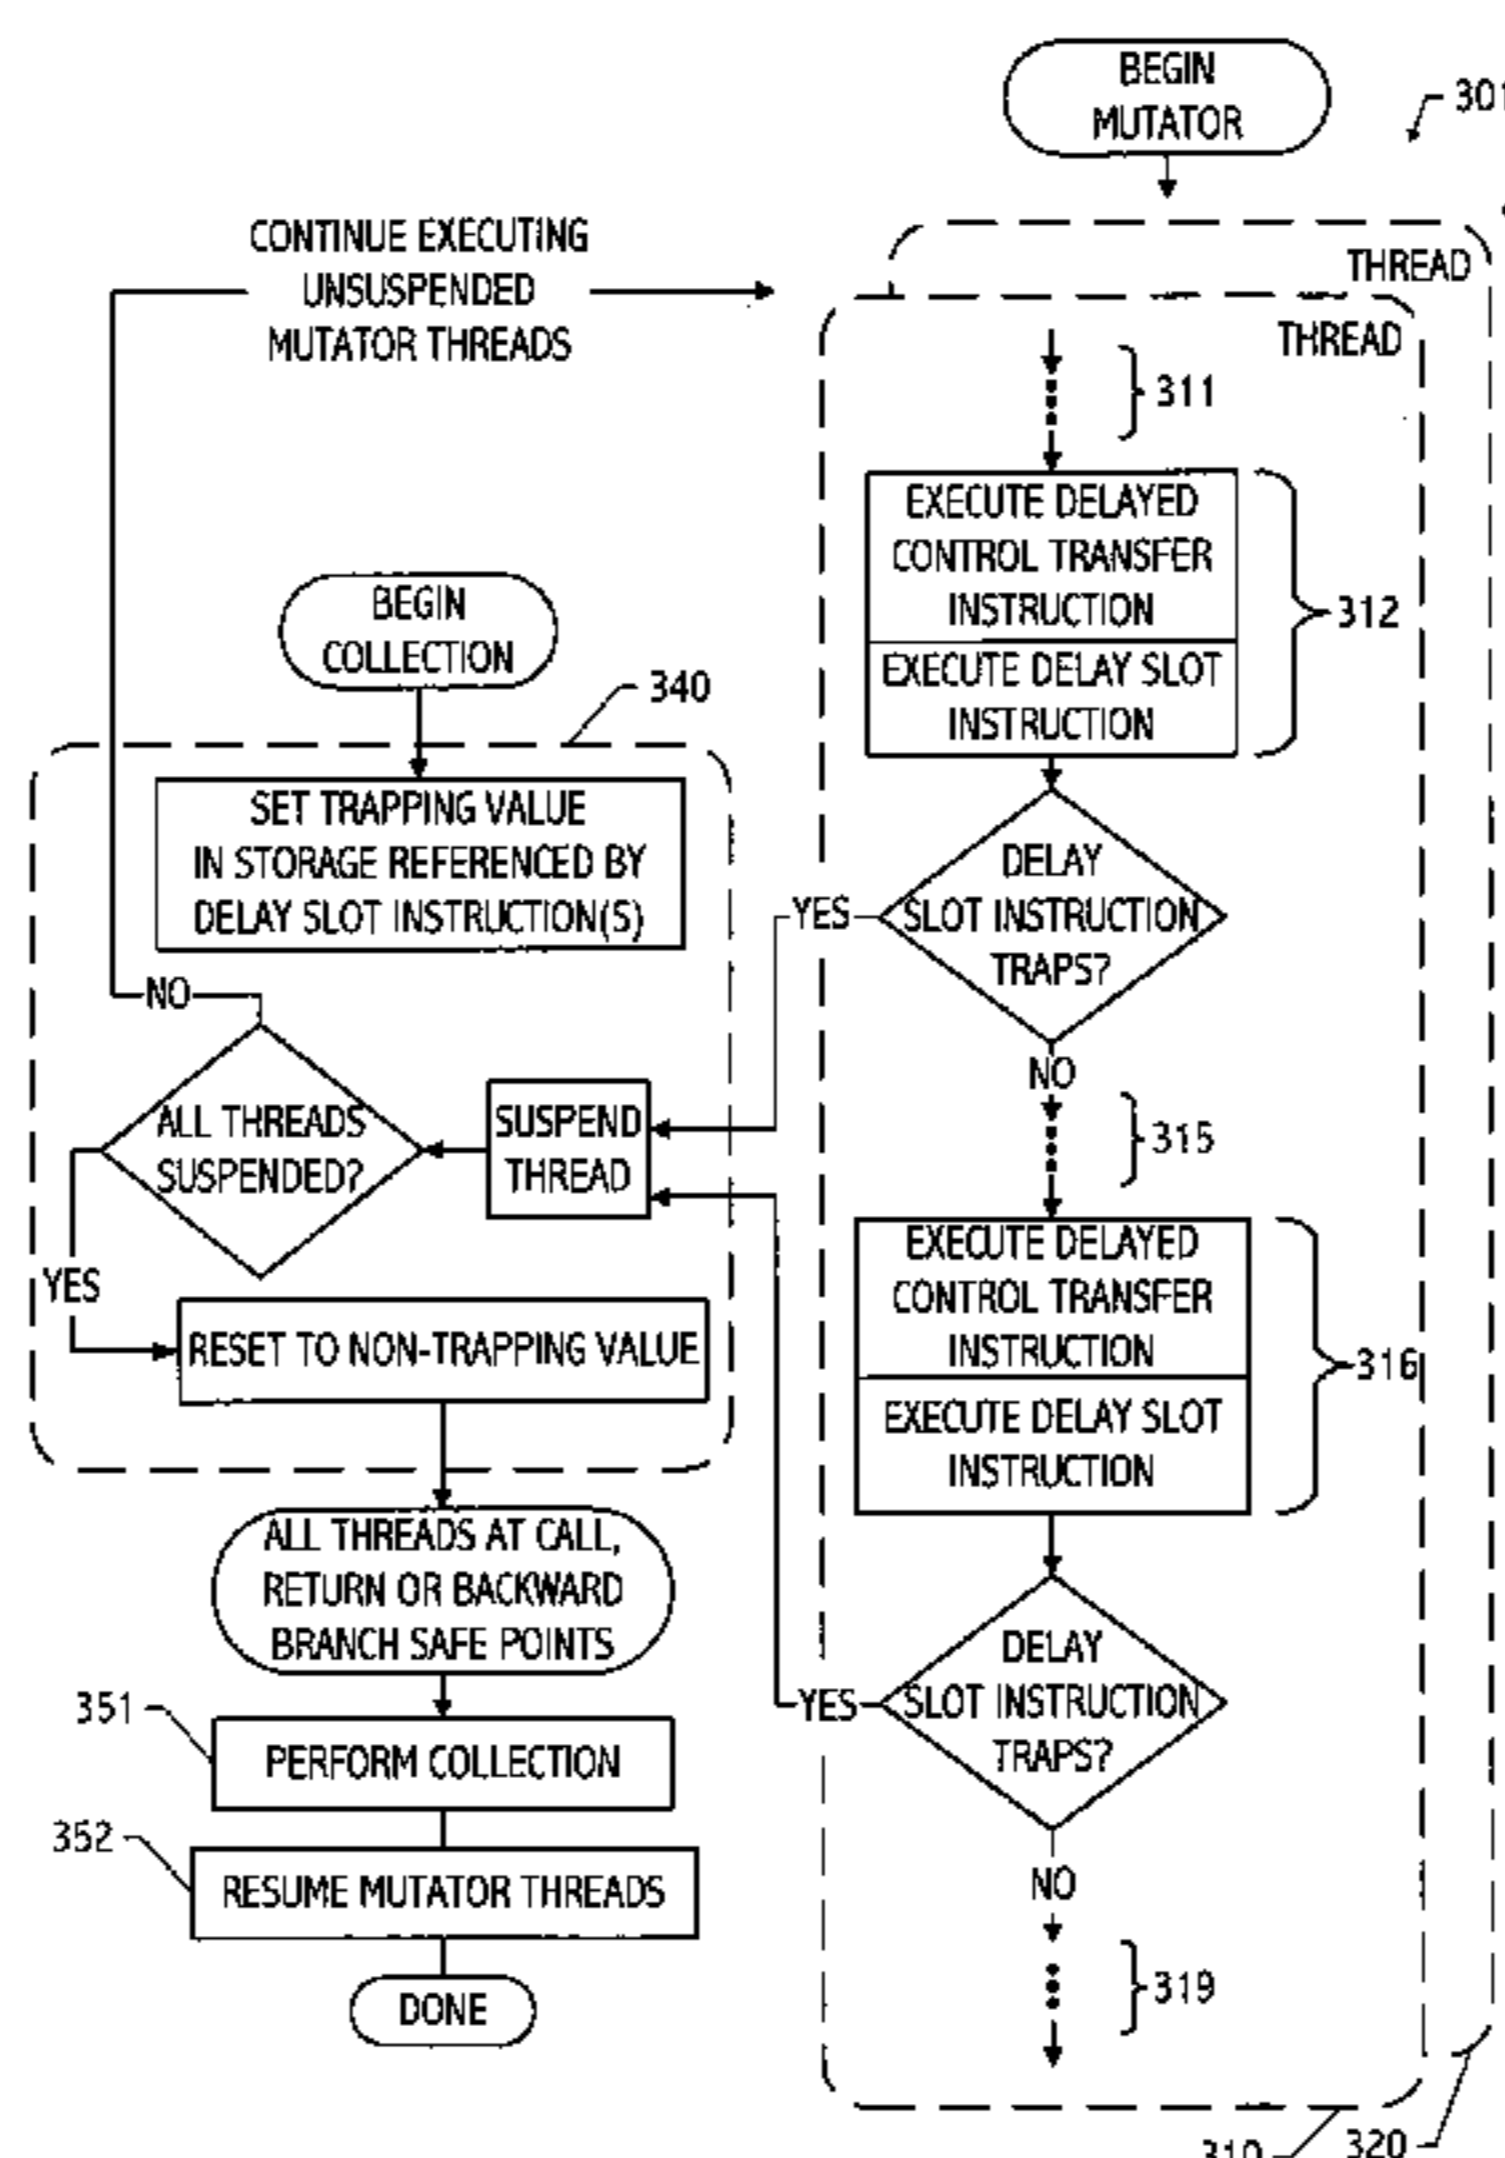 BEGIN
MUTATOR
301
CONTINUE EXECUTING
UNSUSPENDED
MUTATOR THREADS
THREAD
THREAD
311
EXECUTE DELAYED
CONTROL TRANSFER
INSTRUCTION
EXECUTE DELAY SLOT
INSTRUCTION
312
BEGIN
COLLECTION
340
SET TRAPPING VALUE
IN STORAGE REFERENCED BY
DELAY SLOT INSTRUCTION(S)
DELAY
SLOT INSTRUCTION
TRAPS?
YES
NO
NO
ALL THREADS
SUSPENDED?
SUSPEND
THREAD
315
YES
RESET TO NON-TRAPPING VALUE
EXECUTE DELAYED
CONTROL TRANSFER
INSTRUCTION
EXECUTE DELAY SLOT
INSTRUCTION
316
ALL THREADS AT CALL,
RETURN OR BACKWARD
BRANCH SAFE POINTS
DELAY
SLOT INSTRUCTION
TRAPS?
YES
NO
351
PERFORM COLLECTION
352
RESUME MUTATOR THREADS
DONE
319
310
320